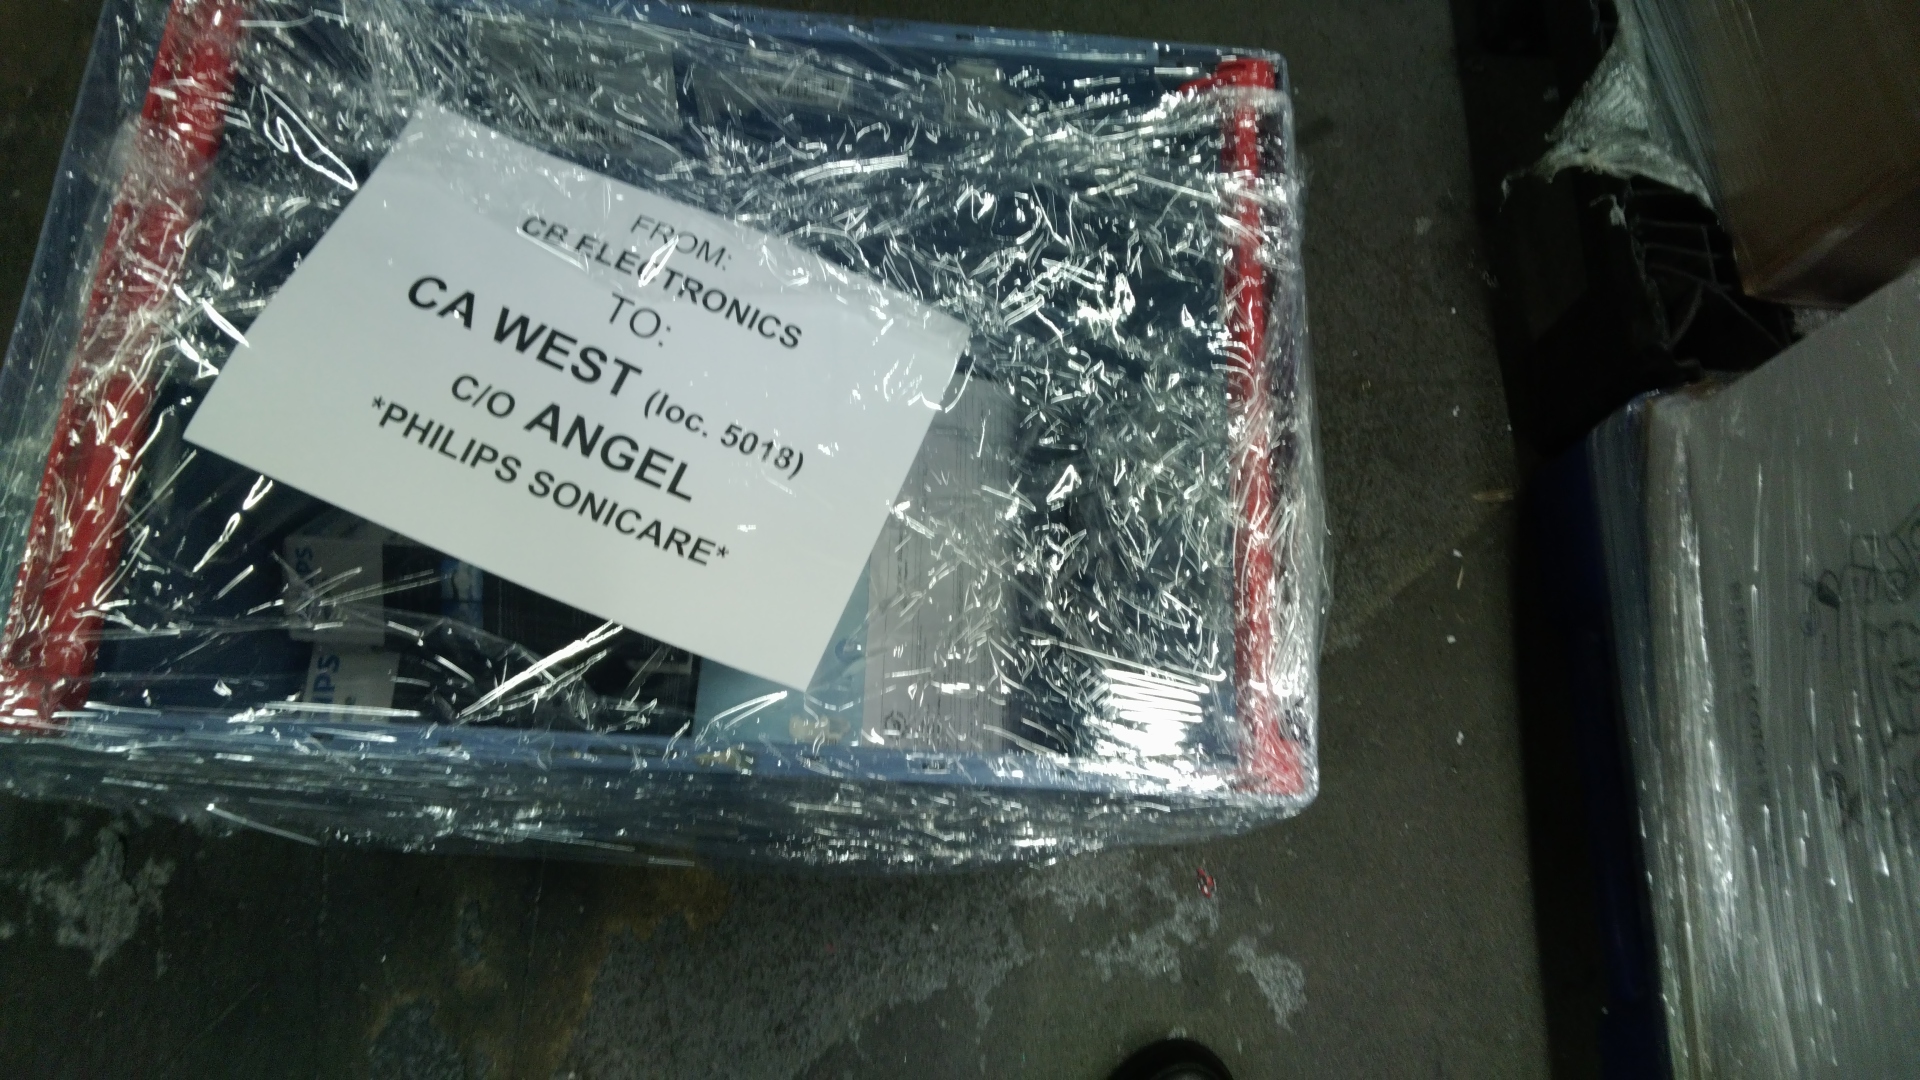 FROM:
CB ELECTRONICS
TO:
CA WEST (loc. 5018)
C/O ANGEL
*PHILIPS SONICARE*